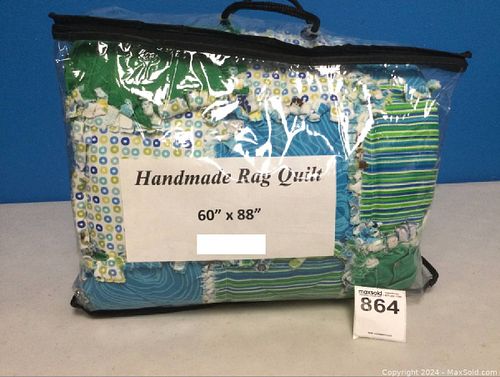 Handmade Rag Quilt
60” x 88”
maxsold
864
Copyright 2024 - MaxSold.com